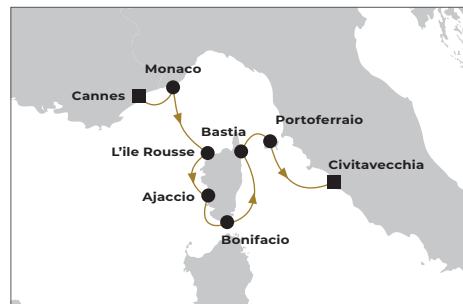 Monaco
Cannes
Portoferraio
Bastia
L'ile Rousse
Civitavecchia
Ajaccio
Bonifacio